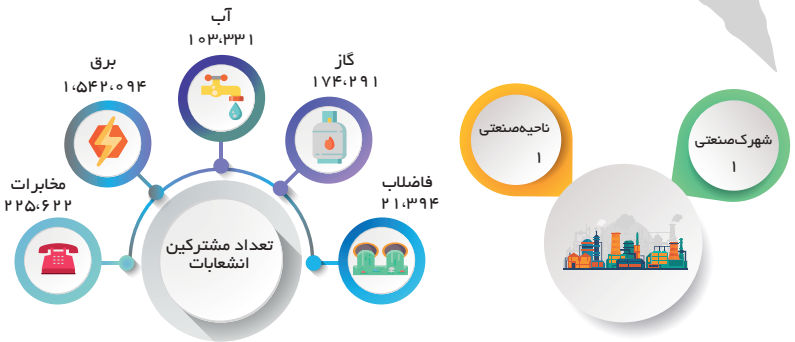 آب
۱۰۳،۳۳۱
برق
۱،۵۴۲،۰۹۴
گاز
۱۷۴،۲۹۱
مخابرات
۲۲۵،۶۲۲
فاضلاب
۲۱،۳۹۴
تعداد مشترکین
انشعابات
ناحیه‌صنعتی
۱
شهرک‌صنعتی
۱